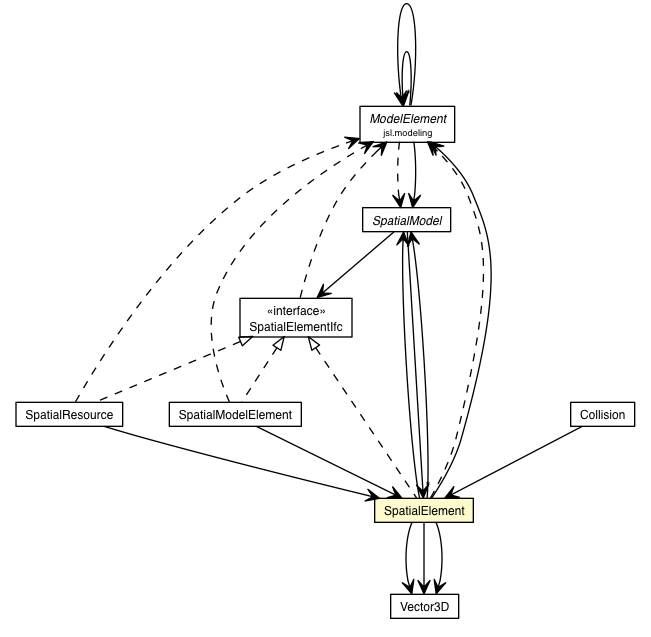 ModelElement
jsl.modeling
SpatialModel
«interface»
SpatialElementIfc
SpatialResource
SpatialModelElement
Collision
SpatialElement
Vector3D